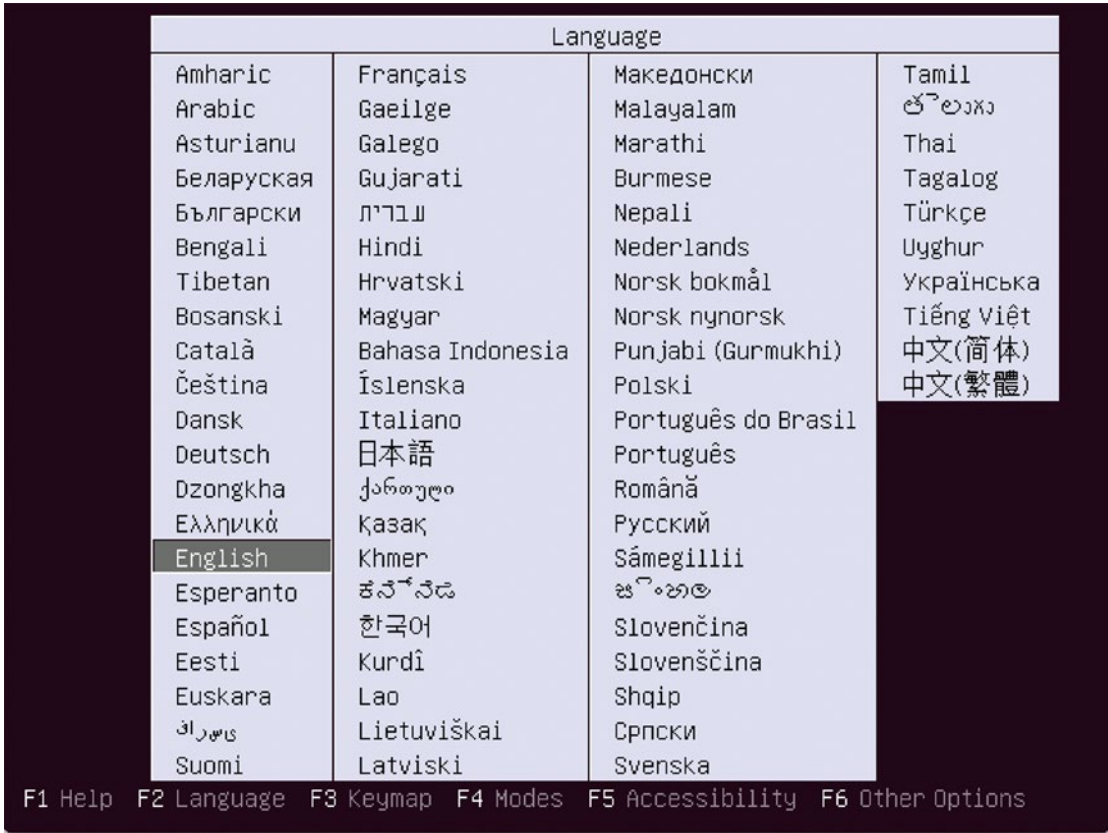 Language
Amharic
Arabic
Asturianu
Беларуская
Български
Bengali
Tibetan
Bosanski
Català
Čeština
Dansk
Deutsch
Dzongkha
Ελληνικά
English
Esperanto
Español
Eesti
Euskara
فارسی
Suomi
Français
Gaeilge
Galego
Gujarati
עברית
Hindi
Hrvatski
Magyar
Bahasa Indonesia
Íslenska
Italiano
日本語
ქართული
Қазақ
Khmer
ಕನ್ನಡ
한국어
Kurdî
Lao
Lietuviškai
Latviski
Македонски
Malayalam
Marathi
Burmese
Nepali
Nederlands
Norsk bokmål
Norsk nynorsk
Punjabi (Gurmukhi)
Polski
Português do Brasil
Português
Română
Русский
Sámegillii
සිංහල
Slovenčina
Slovenščina
Shqip
Српски
Svenska
Tamil
తెలుగు
Thai
Tagalog
Türkçe
Uyghur
Українська
Tiếng Việt
中文(简体)
中文(繁體)
F1 Help F2 Language F3 Keymap F4 Modes F5 Accessibility F6 Other Options